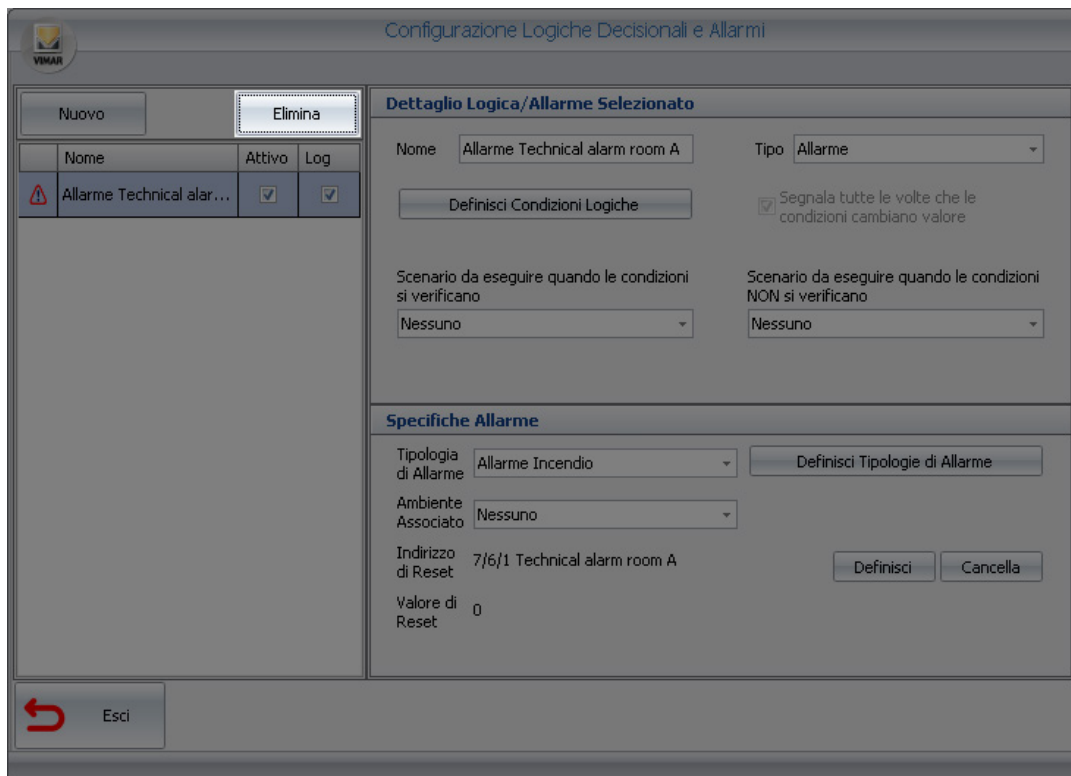 Configurazione Logiche Decisionali e Allarmi
VIMAR
Nuovo
Elimina
Nome Attivo Log
Allarme Technical alar...
Dettaglio Logica/Allarme Selezionato
Nome Allarme Technical alarm room A Tipo Allarme
Definisci Condizioni Logiche
Segnala tutte le volte che le
condizioni cambiano valore
Scenario da eseguire quando le condizioni
si verificano
Nessuno
Scenario da eseguire quando le condizioni
NON si verificano
Nessuno
Specifiche Allarme
Tipologia
di Allarme
Allarme Incendio
Definisci Tipologie di Allarme
Ambiente
Associato
Nessuno
Indirizzo
di Reset
7/6/1 Technical alarm room A
Definisci
Cancella
Valore di
Reset
0
Esci